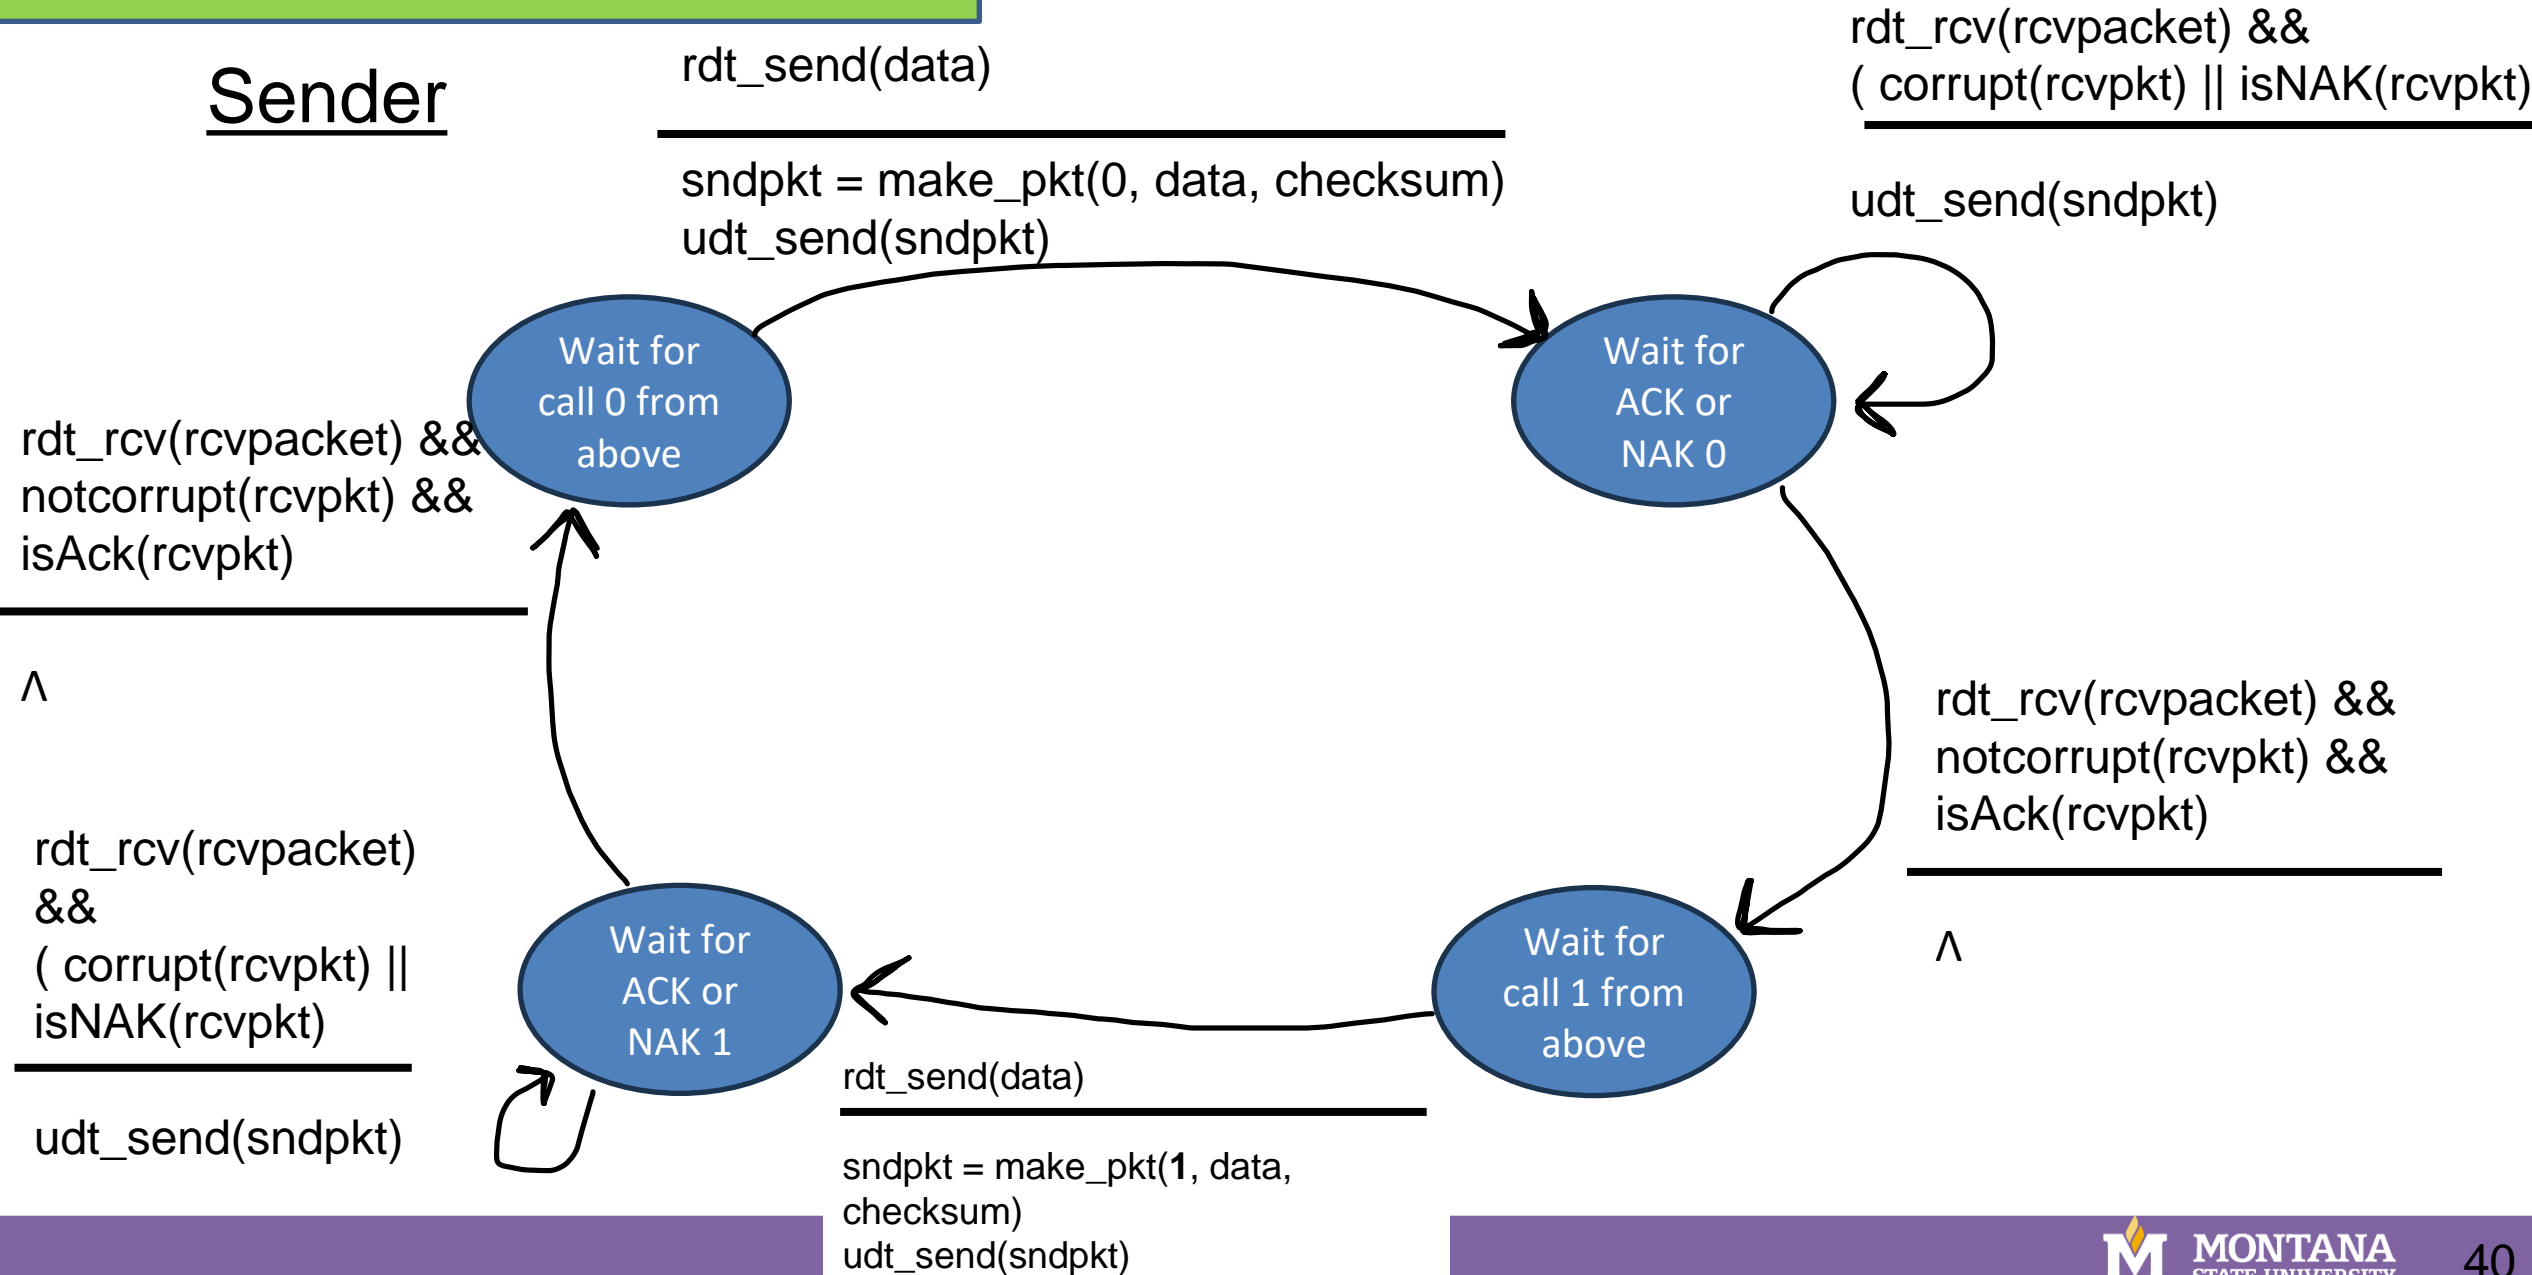 Sender
rdt_send(data)
sndpkt = make_pkt(0, data, checksum)
udt_send(sndpkt)
rdt_rcv(rcvpacket) &&
( corrupt(rcvpkt) || isNAK(rcvpkt)
udt_send(sndpkt)
Wait for
call 0 from
above
Wait for
ACK or
NAK 0
rdt_rcv(rcvpacket) &&
notcorrupt(rcvpkt) &&
isAck(rcvpkt)
Λ
rdt_rcv(rcvpacket) &&
notcorrupt(rcvpkt) &&
isAck(rcvpkt)
Λ
rdt_rcv(rcvpacket)
&&
( corrupt(rcvpkt) ||
isNAK(rcvpkt)
udt_send(sndpkt)
Wait for
ACK or
NAK 1
Wait for
call 1 from
above
rdt_send(data)
sndpkt = make_pkt(1, data,
checksum)
udt_send(sndpkt)
M
MONTANA
STATE UNIVERSITY
40